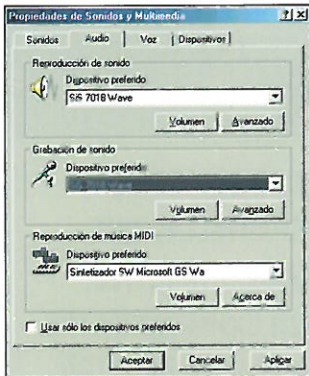 Propiedades de Sonidos y Multimedia
Sonidos Audio Voz Dispositivos
Reproducción de sonido
Dispositivo preferido
SiS 7018 Wave
Volumen Avanzado
Grabación de sonido
Dispositivo preferido
Volumen Avanzado
Reproducción de música MIDI
Dispositivo preferido
Sintetizador SW Microsoft GS Wa
Volumen Acerca de
Usar sólo los dispositivos preferidos
Aceptar Cancelar Aplicar